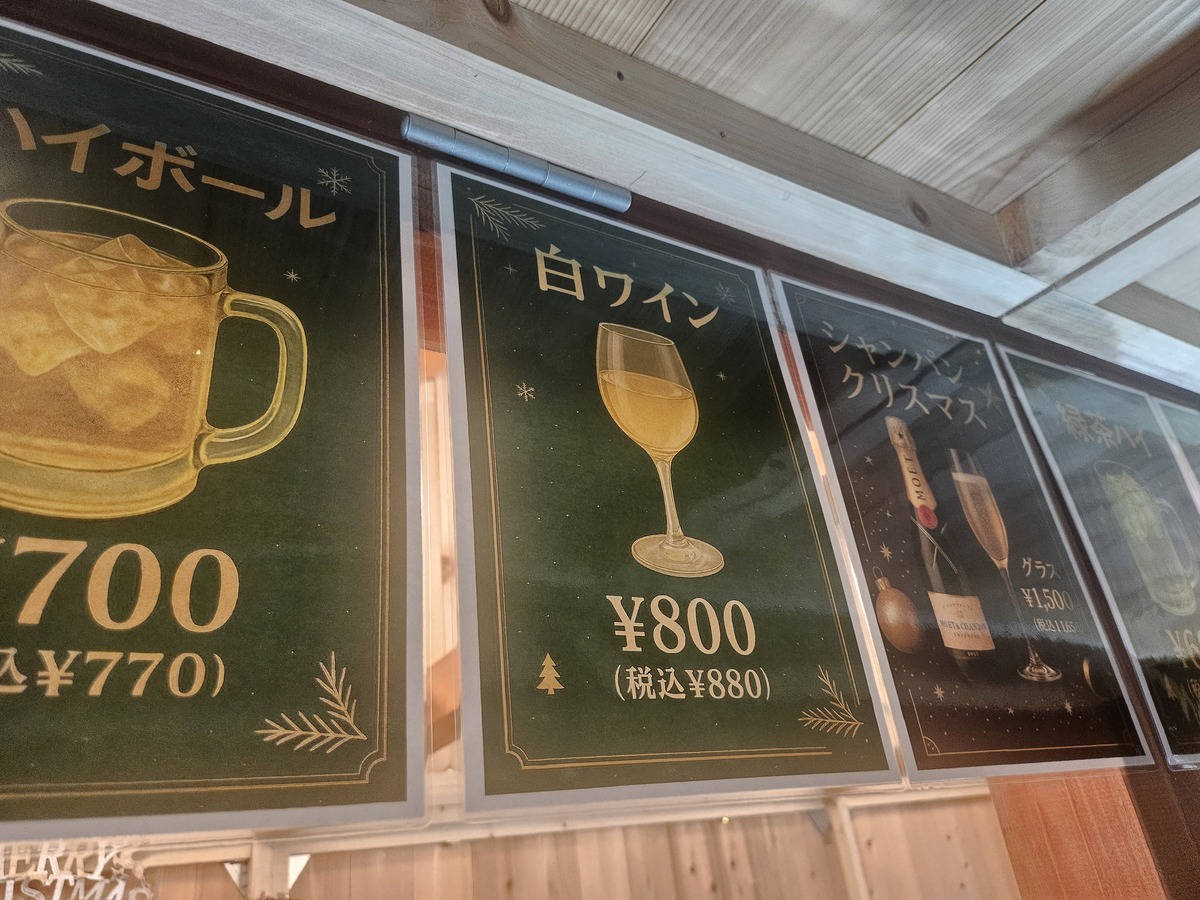 ハイボール
¥700
込¥770)
白ワイン
¥800
(税込¥880)
シャンパン
クリスマス
MOET
MOET & CHANDON
グラス
¥1,500
緑茶ハイ
MERRY